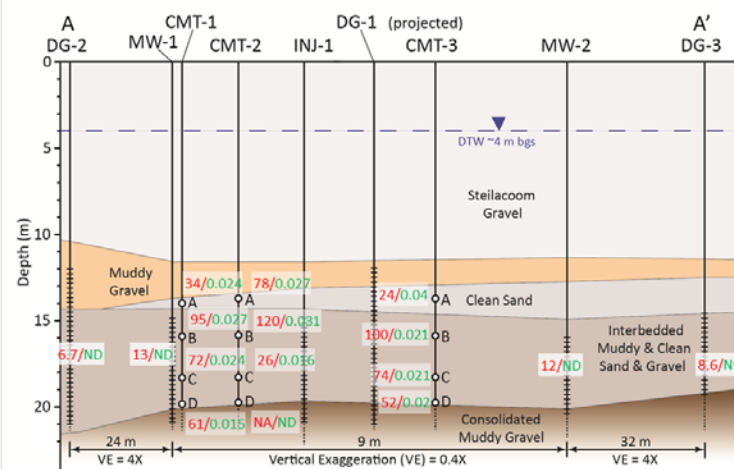 A
CMT-1
DG-1 (projected)
A'
DG-2
MW-1
CMT-2
INJ-1
CMT-3
MW-2
DG-3
0
DTW ~4 m bgs
5
Steilacoom
Gravel
10
Depth (m)
Muddy
Gravel
34/0.024
78/0.027
24/0.04
A
A
A
Clean Sand
15
95/0.027
120/0.031
100/0.021
B
B
B
Interbedded
Muddy & Clean
Sand & Gravel
6.7/ND
13/ND
72/0.024
26/0.016
74/0.021
12/ND
8.6/N
C
C
C
20
D
D
52/0.02
D
61/0.015
NA/ND
Consolidated
Muddy Gravel
24 m
9 m
32 m
VE = 4X
Vertical Exaggeration (VE) = 0.4X
VE = 4X